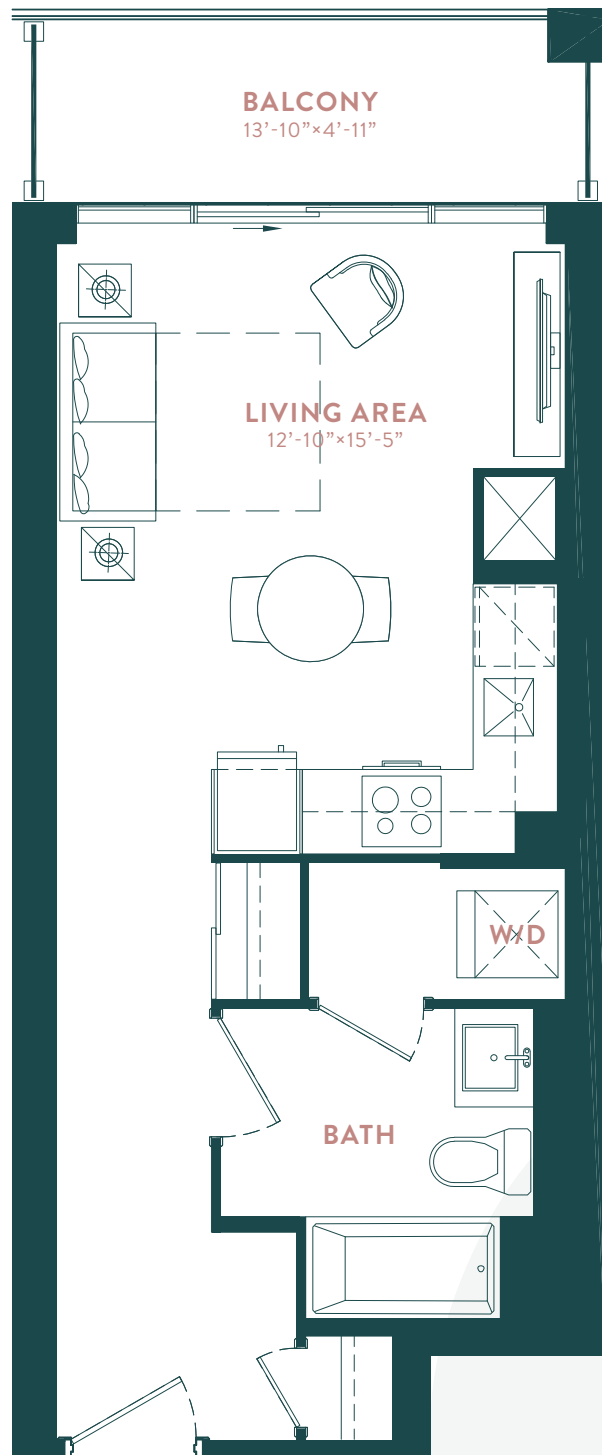 BALCONY
13’-10”×4’-11”
LIVING AREA
12’-10”×15’-5”
W/D
BATH